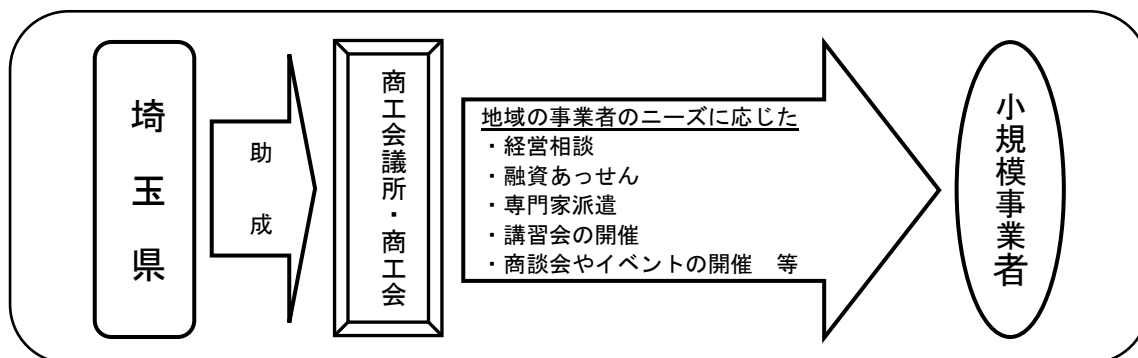 埼玉県
助成
商工会議所・商工会
地域の事業者のニーズに応じた
・経営相談
・融資あっせん
・専門家派遣
・講習会の開催
・商談会やイベントの開催　等
小規模事業者